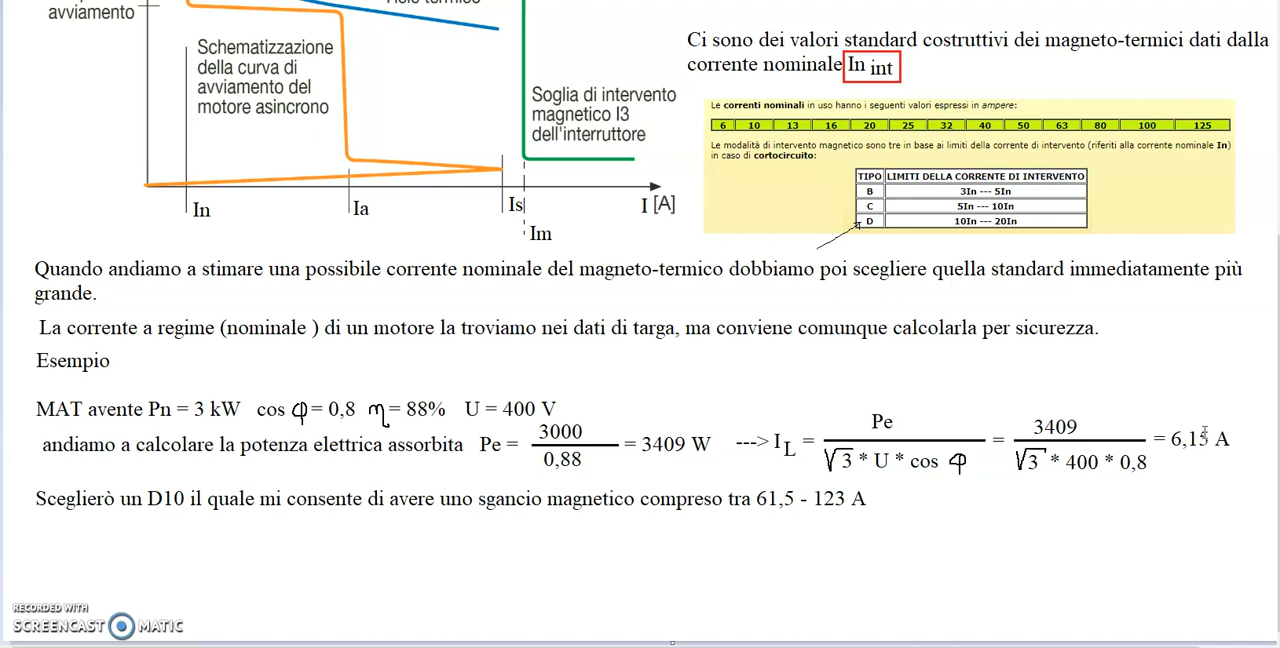 avviamento
Schematizzazione
della curva di
avviamento del
motore asincrono
Soglia di intervento
magnetico I3
dell'interruttore
In
Ia
Is
Im
I [A]
Ci sono dei valori standard costruttivi dei magneto-termici dati dalla
corrente nominale In int
Le correnti nominali in uso hanno i seguenti valori espressi in ampere:
6 10 13 16 20 25 32 40 50 63 80 100 125
Le modalità di intervento magnetico sono tre in base ai limiti della corrente di intervento (riferiti alla corrente nominale In)
in caso di cortocircuito:
TIPO LIMITI DELLA CORRENTE DI INTERVENTO
B 3In --- 5In
C 5In --- 10In
D 10In --- 20In
Quando andiamo a stimare una possibile corrente nominale del magneto-termico dobbiamo poi scegliere quella standard immediatamente più
grande.
La corrente a regime (nominale ) di un motore la troviamo nei dati di targa, ma conviene comunque calcolarla per sicurezza.
Esempio
MAT avente Pn = 3 kW cos φ = 0,8 η = 88% U = 400 V
andiamo a calcolare la potenza elettrica assorbita Pe = 3000 / 0,88 = 3409 W ---> I L = Pe / √3 * U * cos φ = 3409 / √3 * 400 * 0,8 = 6,15 A
Sceglierò un D10 il quale mi consente di avere uno sgancio magnetico compreso tra 61,5 - 123 A
RECORDED WITH
SCREENCAST MATIC